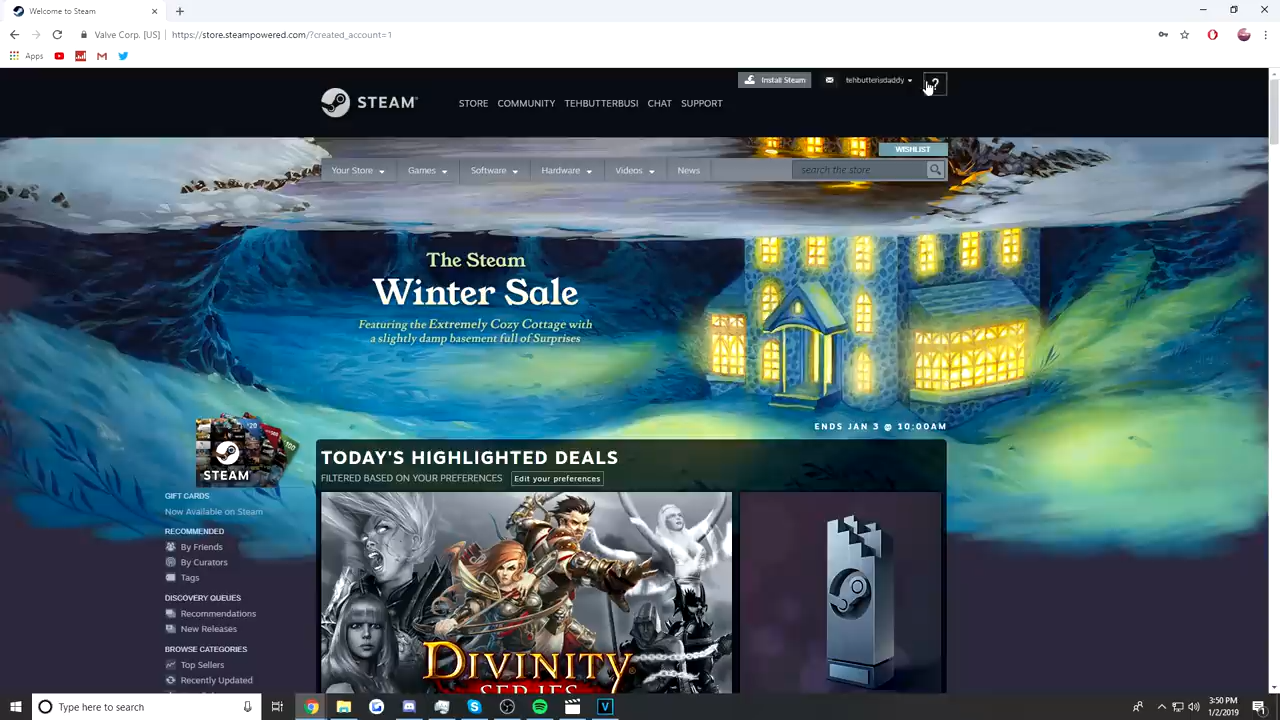 Welcome to Steam
Valve Corp. [US] https://store.steampowered.com/?created_account=1
Apps
Install Steam tehbutterisdaddy ?
STEAM® STORE COMMUNITY TEHBUTTERBUSI CHAT SUPPORT
WISHLIST
Your Store Games Software Hardware Videos News search the store
The Steam
Winter Sale
Featuring the Extremely Cozy Cottage with
a slightly damp basement full of Surprises
ENDS JAN 3 @ 10:00AM
STEAM
TODAY'S HIGHLIGHTED DEALS
FILTERED BASED ON YOUR PREFERENCES Edit your preferences
GIFT CARDS
Now Available on Steam
RECOMMENDED
By Friends
By Curators
Tags
DISCOVERY QUEUES
Recommendations
New Releases
BROWSE CATEGORIES
Top Sellers
Recently Updated
DIVINITY
SERIES
Type here to search
3:50 PM
1/2/2019